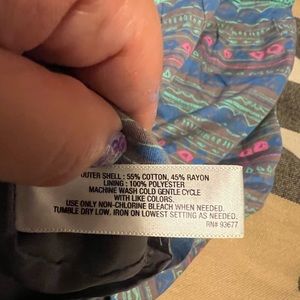 OUTER SHELL : 55% COTTON, 45% RAYON
LINING : 100% POLYESTER
MACHINE WASH COLD GENTLE CYCLE
WITH LIKE COLORS.
USE ONLY NON-CHLORINE BLEACH WHEN NEEDED.
TUMBLE DRY LOW, IRON ON LOWEST SETTING AS NEEDED.
RN# 93677